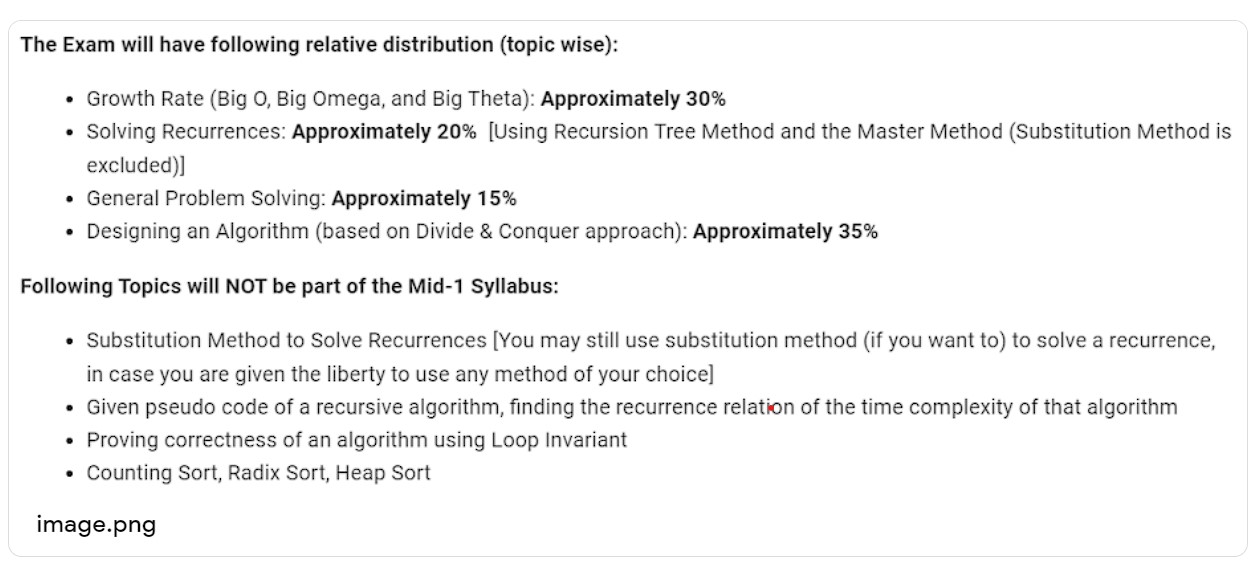 The Exam will have following relative distribution (topic wise):
• Growth Rate (Big O, Big Omega, and Big Theta): Approximately 30%
• Solving Recurrences: Approximately 20% [Using Recursion Tree Method and the Master Method (Substitution Method is
excluded)]
• General Problem Solving: Approximately 15%
• Designing an Algorithm (based on Divide & Conquer approach): Approximately 35%
Following Topics will NOT be part of the Mid-1 Syllabus:
• Substitution Method to Solve Recurrences [You may still use substitution method (if you want to) to solve a recurrence,
in case you are given the liberty to use any method of your choice]
• Given pseudo code of a recursive algorithm, finding the recurrence relation of the time complexity of that algorithm
• Proving correctness of an algorithm using Loop Invariant
• Counting Sort, Radix Sort, Heap Sort
image.png